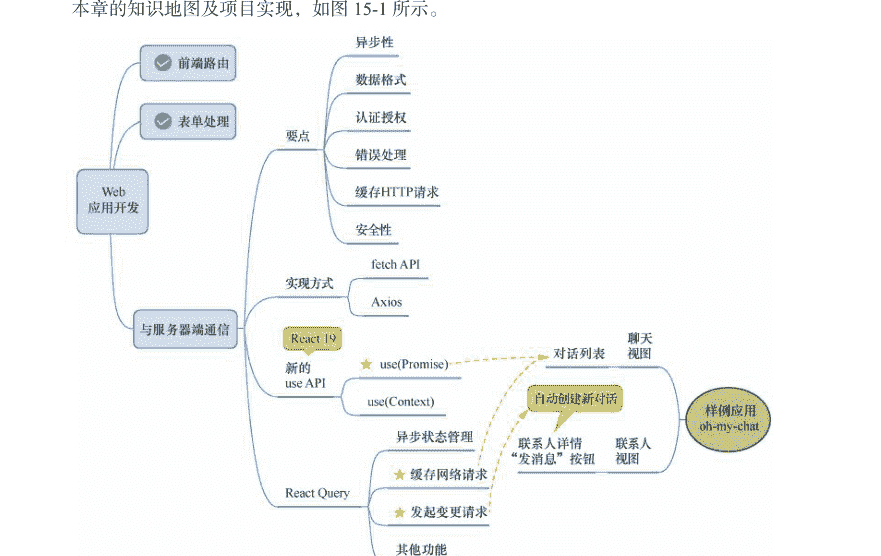 本章的知识地图及项目实现，如图 15-1 所示。
前端路由
表单处理
Web
应用开发
与服务器端通信
要点
异步性
数据格式
认证授权
错误处理
缓存HTTP请求
安全性
实现方式
fetch API
Axios
React 19
新的
use API
use(Promise)
use(Context)
React Query
异步状态管理
缓存网络请求
发起变更请求
其他功能
对话列表
聊天
视图
自动创建新对话
联系人详情
“发消息”按钮
联系人
视图
样例应用
oh-my-chat